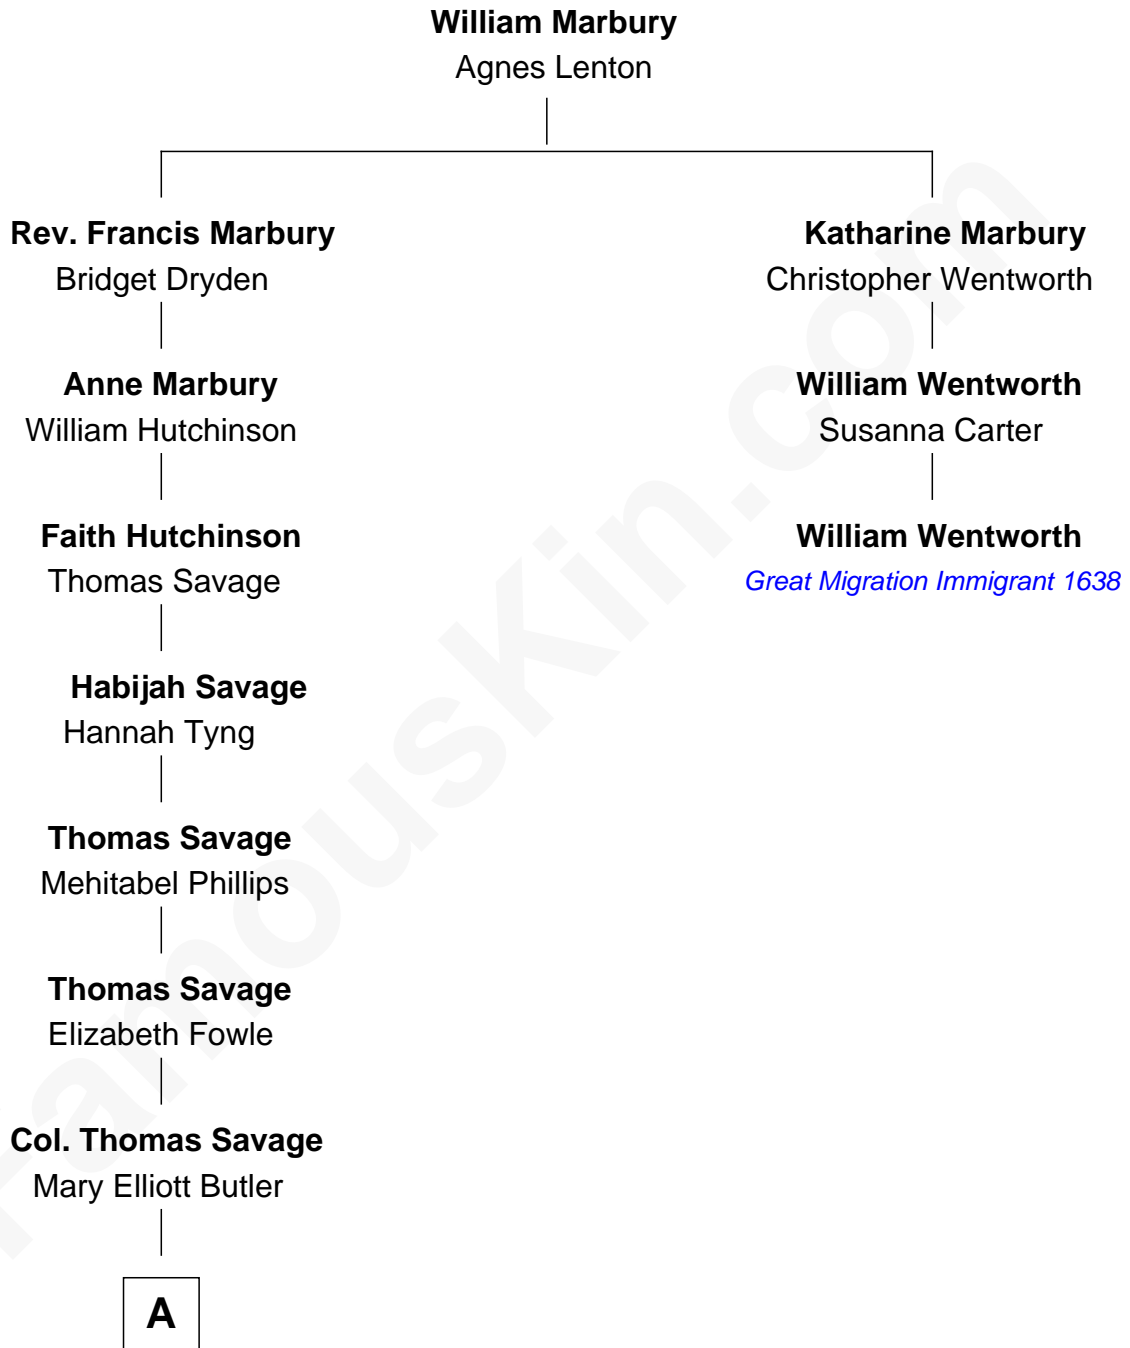 William Marbury
Agnes Lenton
Rev. Francis Marbury
Bridget Dryden
Katharine Marbury
Christopher Wentworth
Anne Marbury
William Hutchinson
William Wentworth
Susanna Carter
Faith Hutchinson
Thomas Savage
William Wentworth
Great Migration Immigrant 1638
Habijah Savage
Hannah Tyng
Thomas Savage
Mehitabel Phillips
Thomas Savage
Elizabeth Fowle
Col. Thomas Savage
Mary Elliott Butler
A
FamousKin.com